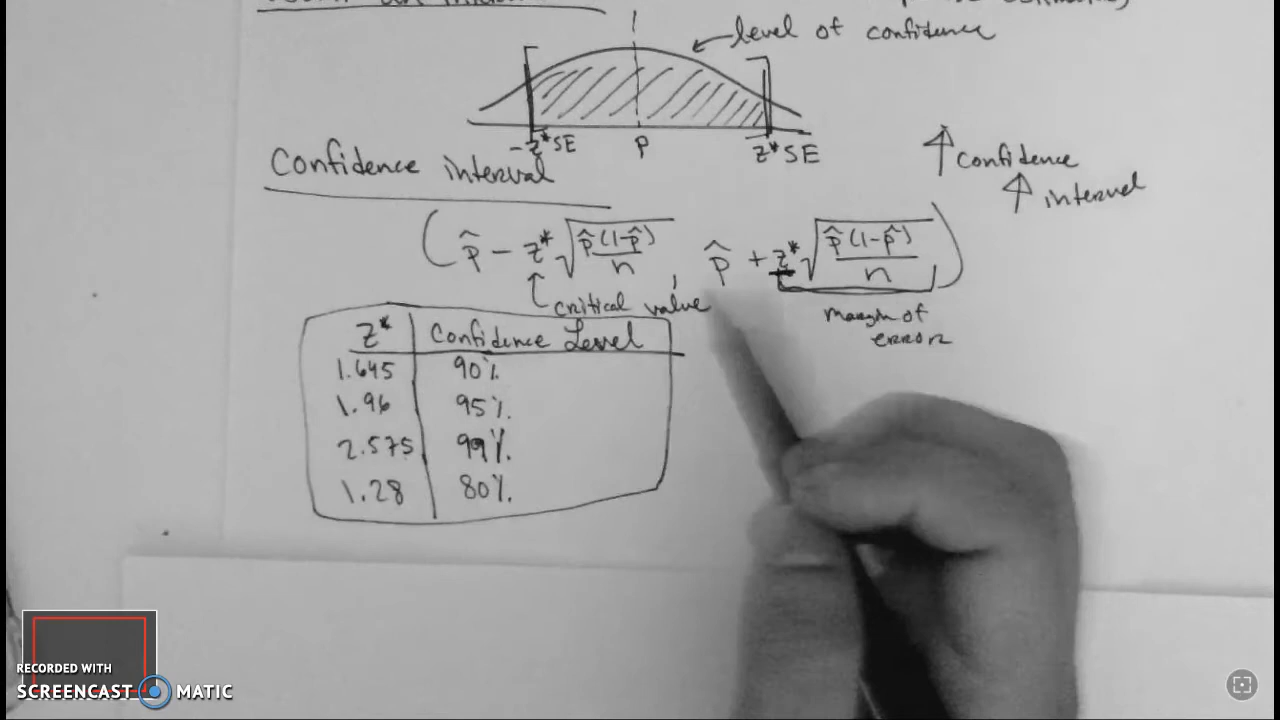 level of confidence
-z*SE p z*SE
Confidence interval
↑ confidence
↑ interval
(p̂ - z*√(p̂(1-p̂)/n) , p̂ + z*√(p̂(1-p̂)/n))
critical value
margin of
error
z* Confidence Level
1.645 90%
1.96 95%
2.575 99%
1.28 80%
RECORDED WITH
SCREENCAST MATIC